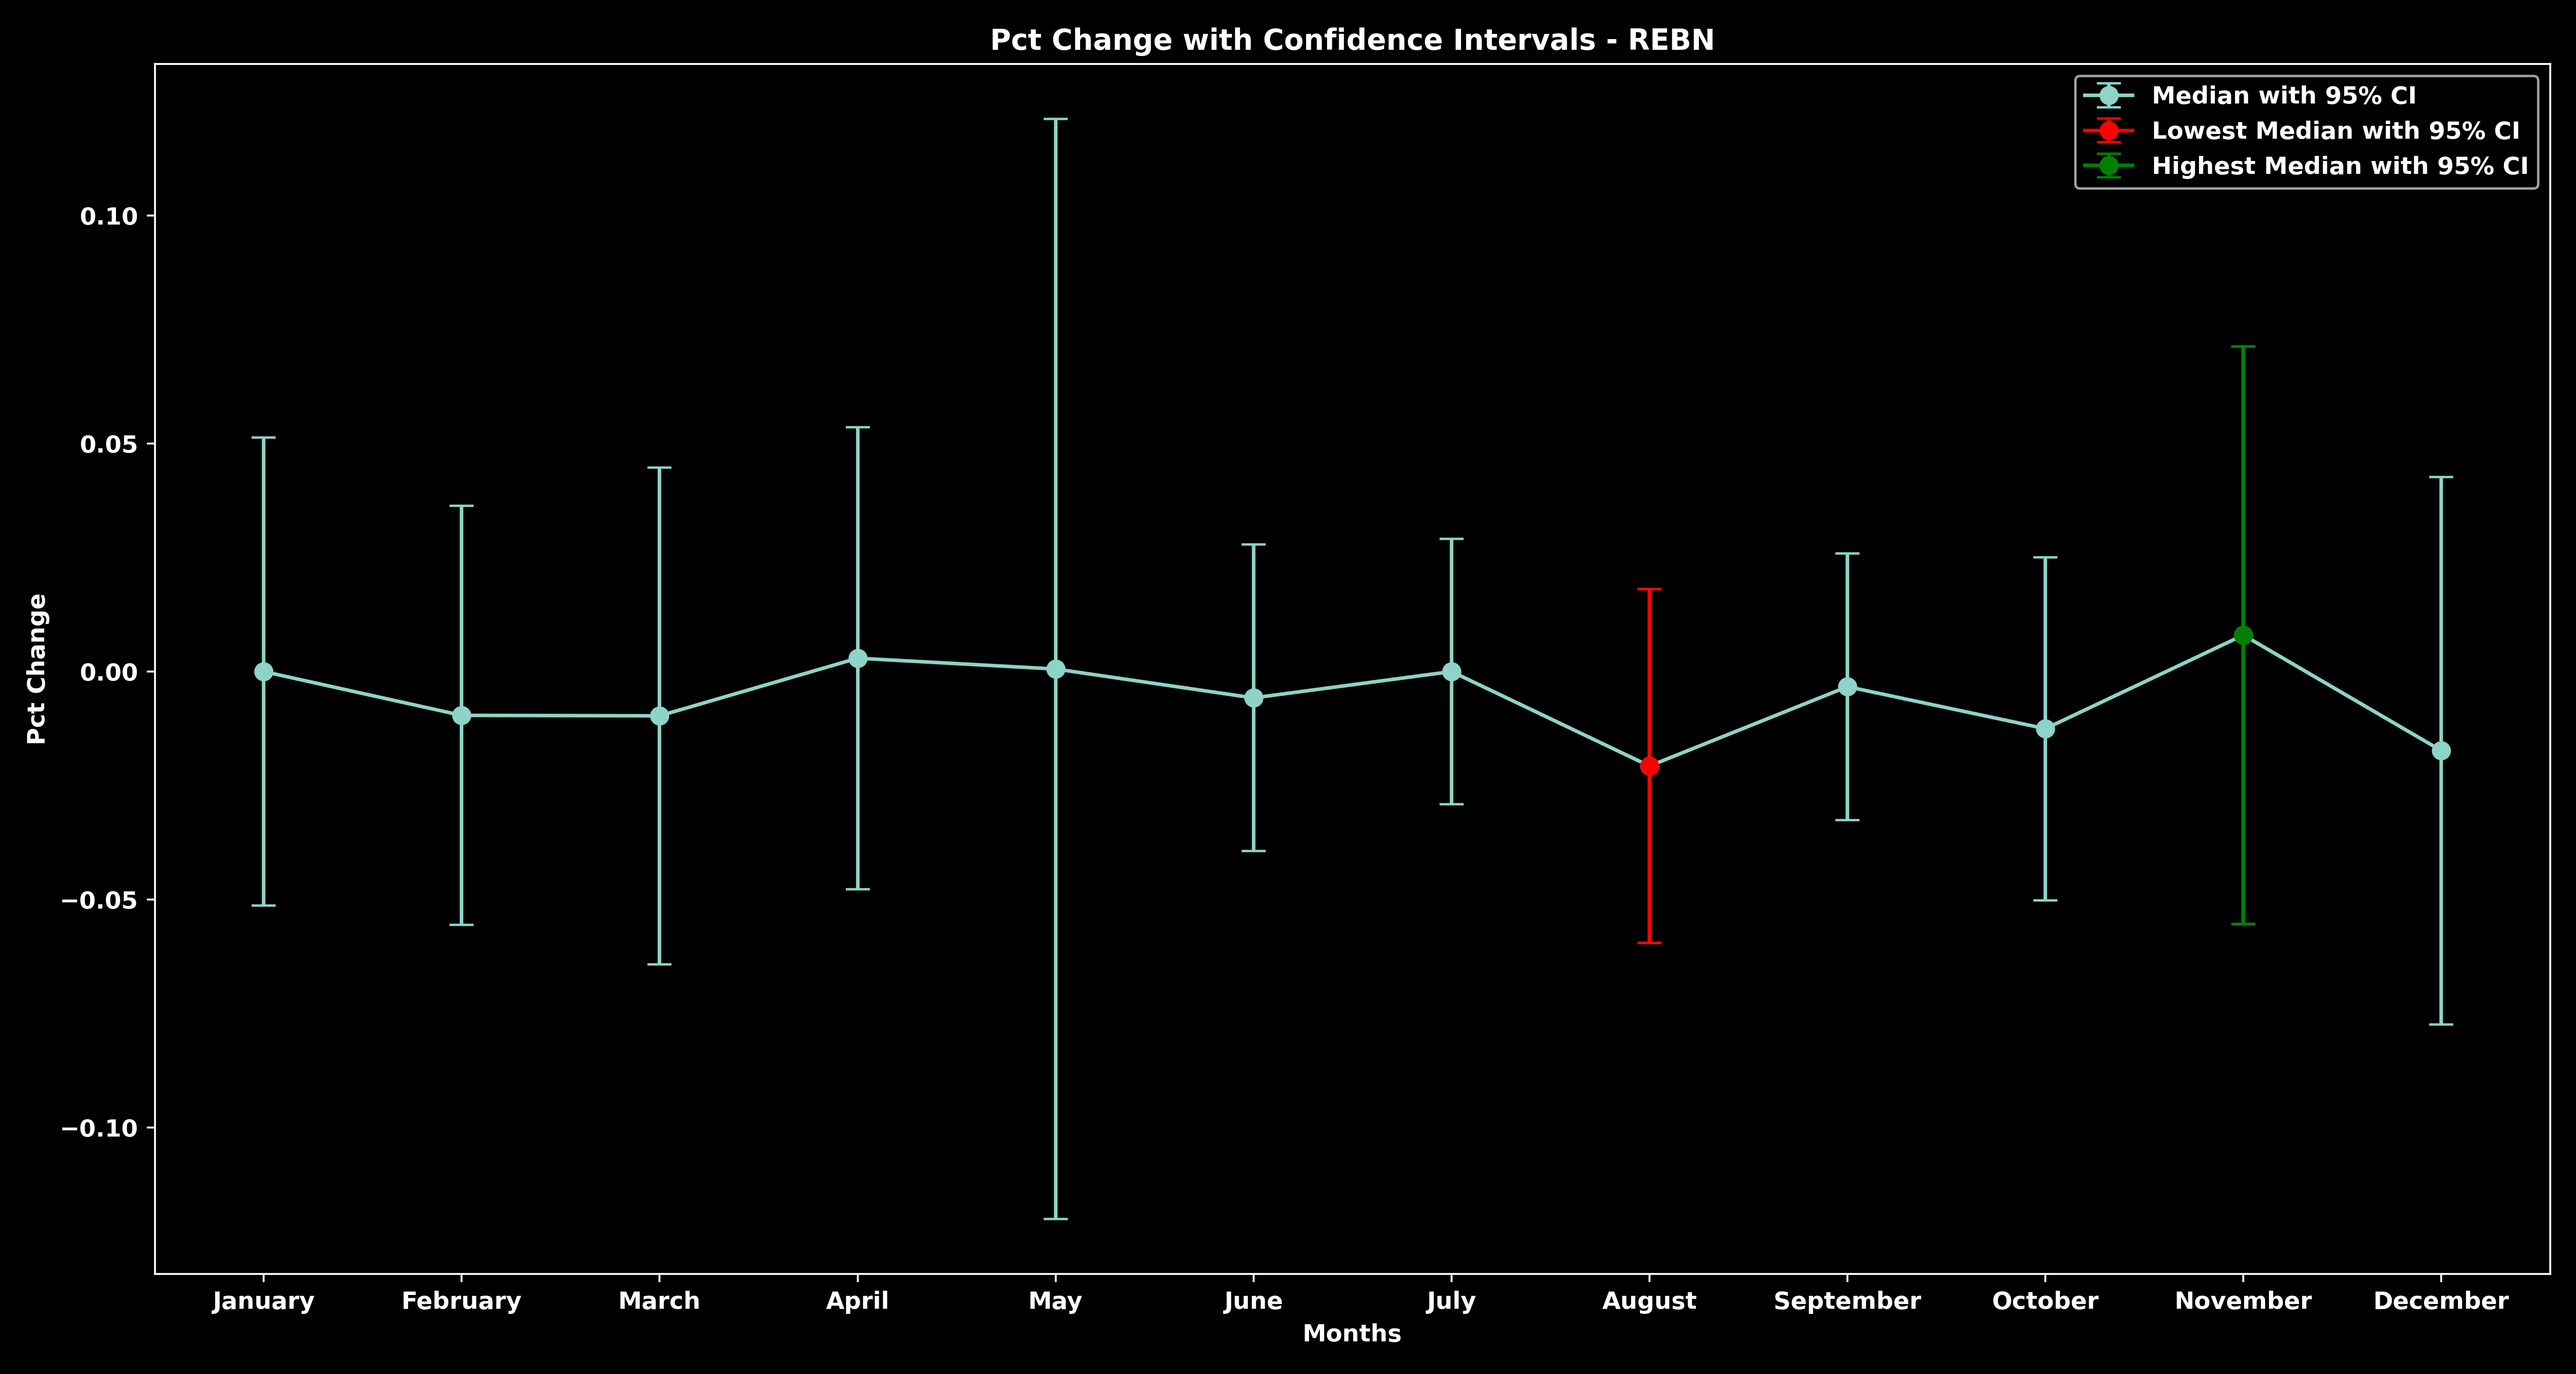 Pct Change with Confidence Intervals - REBN
Median with 95% CI
Lowest Median with 95% CI
Highest Median with 95% CI
0.10
0.05
0.00
−0.05
−0.10
Pct Change
January February March April May June July August September October November December
Months